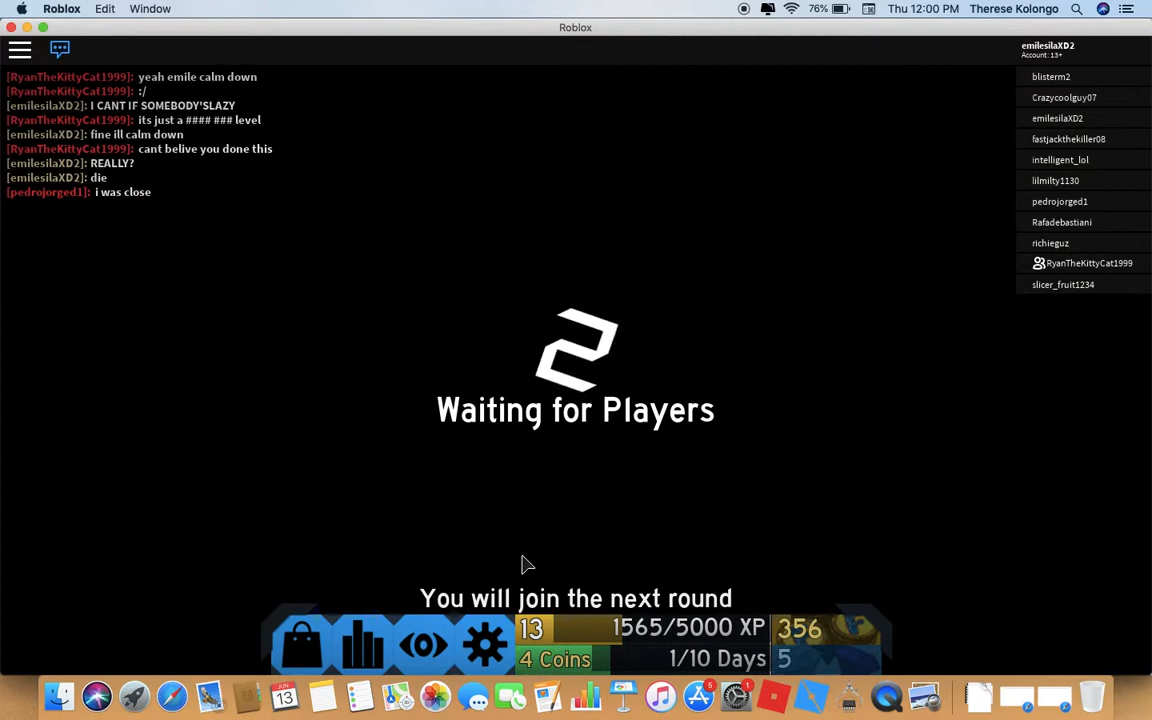 Roblox Edit Window 76% Thu 12:00 PM Therese Kolongo
Roblox
emilesilaXD2
Account: 13+
[RyanTheKittyCat1999]: yeah emile calm down
[RyanTheKittyCat1999]: :/
[emilesilaXD2]: I CANT IF SOMEBODY'SLAZY
[RyanTheKittyCat1999]: its just a #### ### level
[emilesilaXD2]: fine ill calm down
[RyanTheKittyCat1999]: cant belive you done this
[emilesilaXD2]: REALLY?
[emilesilaXD2]: die
[pedrojorged1]: i was close
blisterm2
Crazycoolguy07
emilesilaXD2
fastjackthekiller08
intelligent_lol
lilmilty1130
pedrojorged1
Rafadebastiani
richieguz
RyanTheKittyCat1999
slicer_fruit1234
2
Waiting for Players
You will join the next round
13 1565/5000 XP 356
4 Coins 1/10 Days 5
JUN
13
6
1